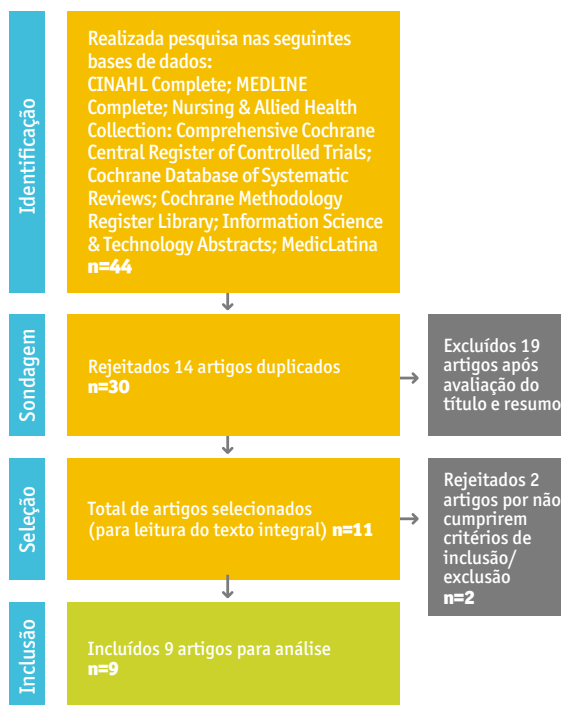 Identificação
Realizada pesquisa nas seguintes
bases de dados:
CINAHL Complete; MEDLINE
Complete; Nursing & Allied Health
Collection: Comprehensive Cochrane
Central Register of Controlled Trials;
Cochrane Database of Systematic
Reviews; Cochrane Methodology
Register Library; Information Science
& Technology Abstracts; MedicLatina
n=44
Sondagem
Rejeitados 14 artigos duplicados
n=30
Excluídos 19
artigos após
avaliação do
título e resumo
Seleção
Total de artigos selecionados
(para leitura do texto integral) n=11
Rejeitados 2
artigos por não
cumprirem
critérios de
inclusão/
exclusão
n=2
Inclusão
Incluídos 9 artigos para análise
n=9